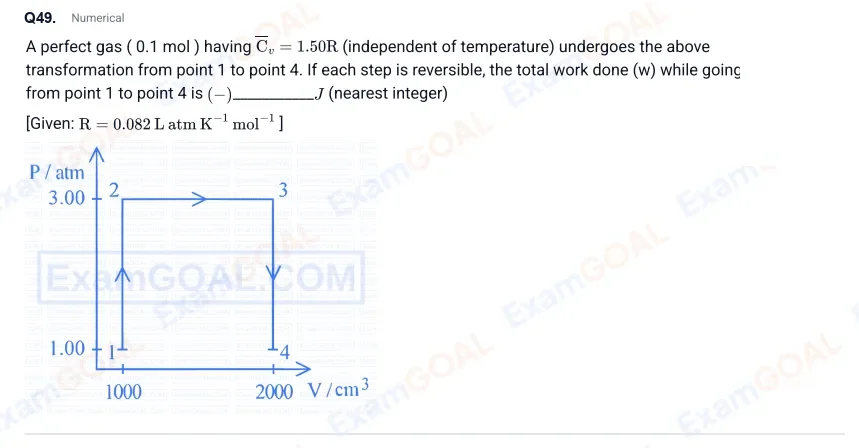 Q49. Numerical
A perfect gas ( 0.1 mol ) having C̅ᵥ = 1.50R (independent of temperature) undergoes the above
transformation from point 1 to point 4. If each step is reversible, the total work done (w) while going
from point 1 to point 4 is (−)__________J (nearest integer)
[Given: R = 0.082 L atm K⁻¹ mol⁻¹ ]
P / atm
3.00
2
3
ExamGOAL.COM
1.00
1
4
1000
2000
V / cm³
ExamGOAL